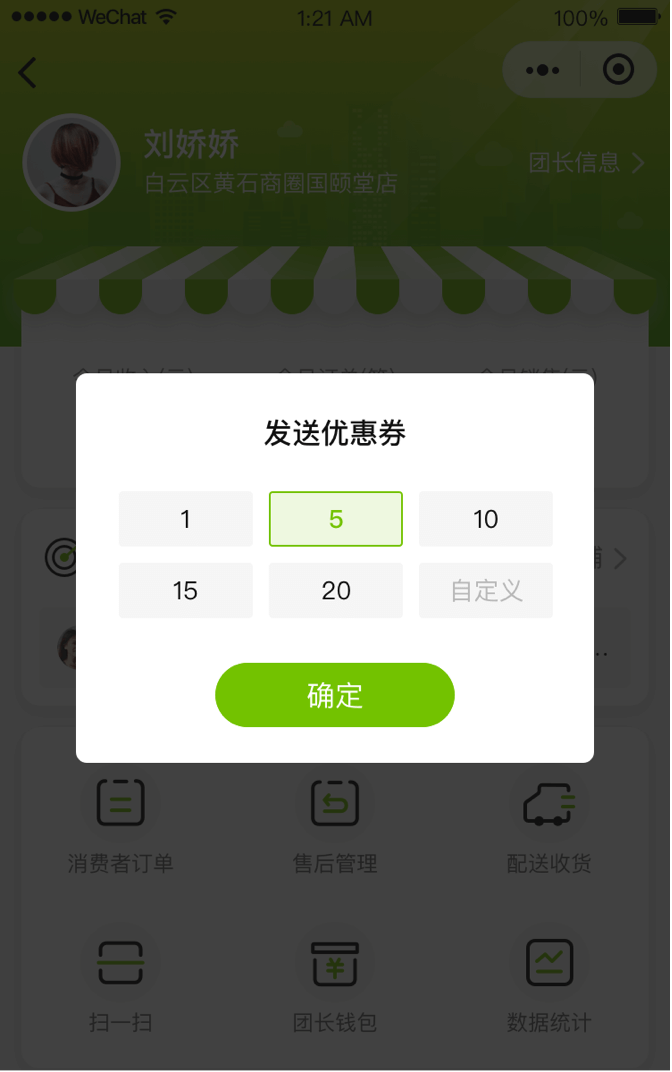 WeChat 1:21 AM 100%
刘娇娇
白云区黄石商圈国颐堂店
团长信息
发送优惠券
1 5 10
15 20 自定义
确定
消费者订单 售后管理 配送收货
扫一扫 团长钱包 数据统计